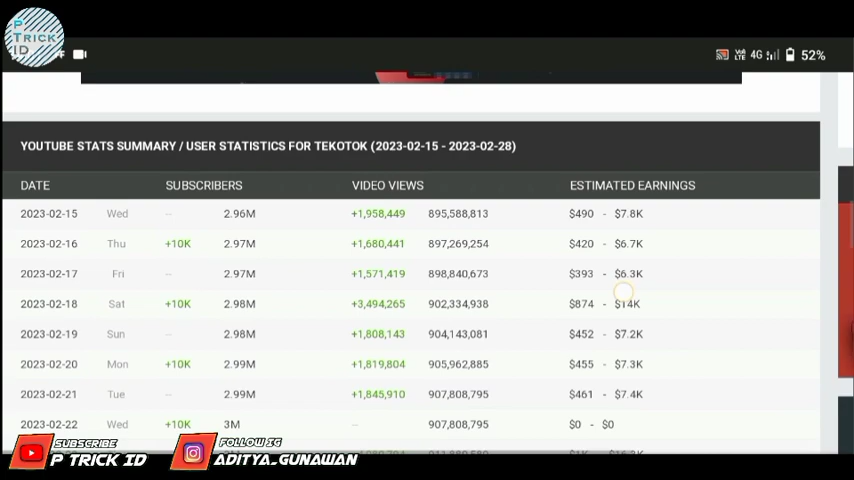 P
TRICK
ID
Vo)
LTE 4G 52%
YOUTUBE STATS SUMMARY / USER STATISTICS FOR TEKOTOK (2023-02-15 - 2023-02-28)
DATE SUBSCRIBERS VIDEO VIEWS ESTIMATED EARNINGS
2023-02-15 Wed -- 2.96M +1,958,449 895,588,813 $490 - $7.8K
2023-02-16 Thu +10K 2.97M +1,680,441 897,269,254 $420 - $6.7K
2023-02-17 Fri -- 2.97M +1,571,419 898,840,673 $393 - $6.3K
2023-02-18 Sat +10K 2.98M +3,494,265 902,334,938 $874 - $14K
2023-02-19 Sun -- 2.98M +1,808,143 904,143,081 $452 - $7.2K
2023-02-20 Mon +10K 2.99M +1,819,804 905,962,885 $455 - $7.3K
2023-02-21 Tue -- 2.99M +1,845,910 907,808,795 $461 - $7.4K
2023-02-22 Wed +10K 3M -- 907,808,795 $0 - $0
SUBSCRIBE
P TRICK ID
FOLLOW IG
ADITYA_GUNAWAN